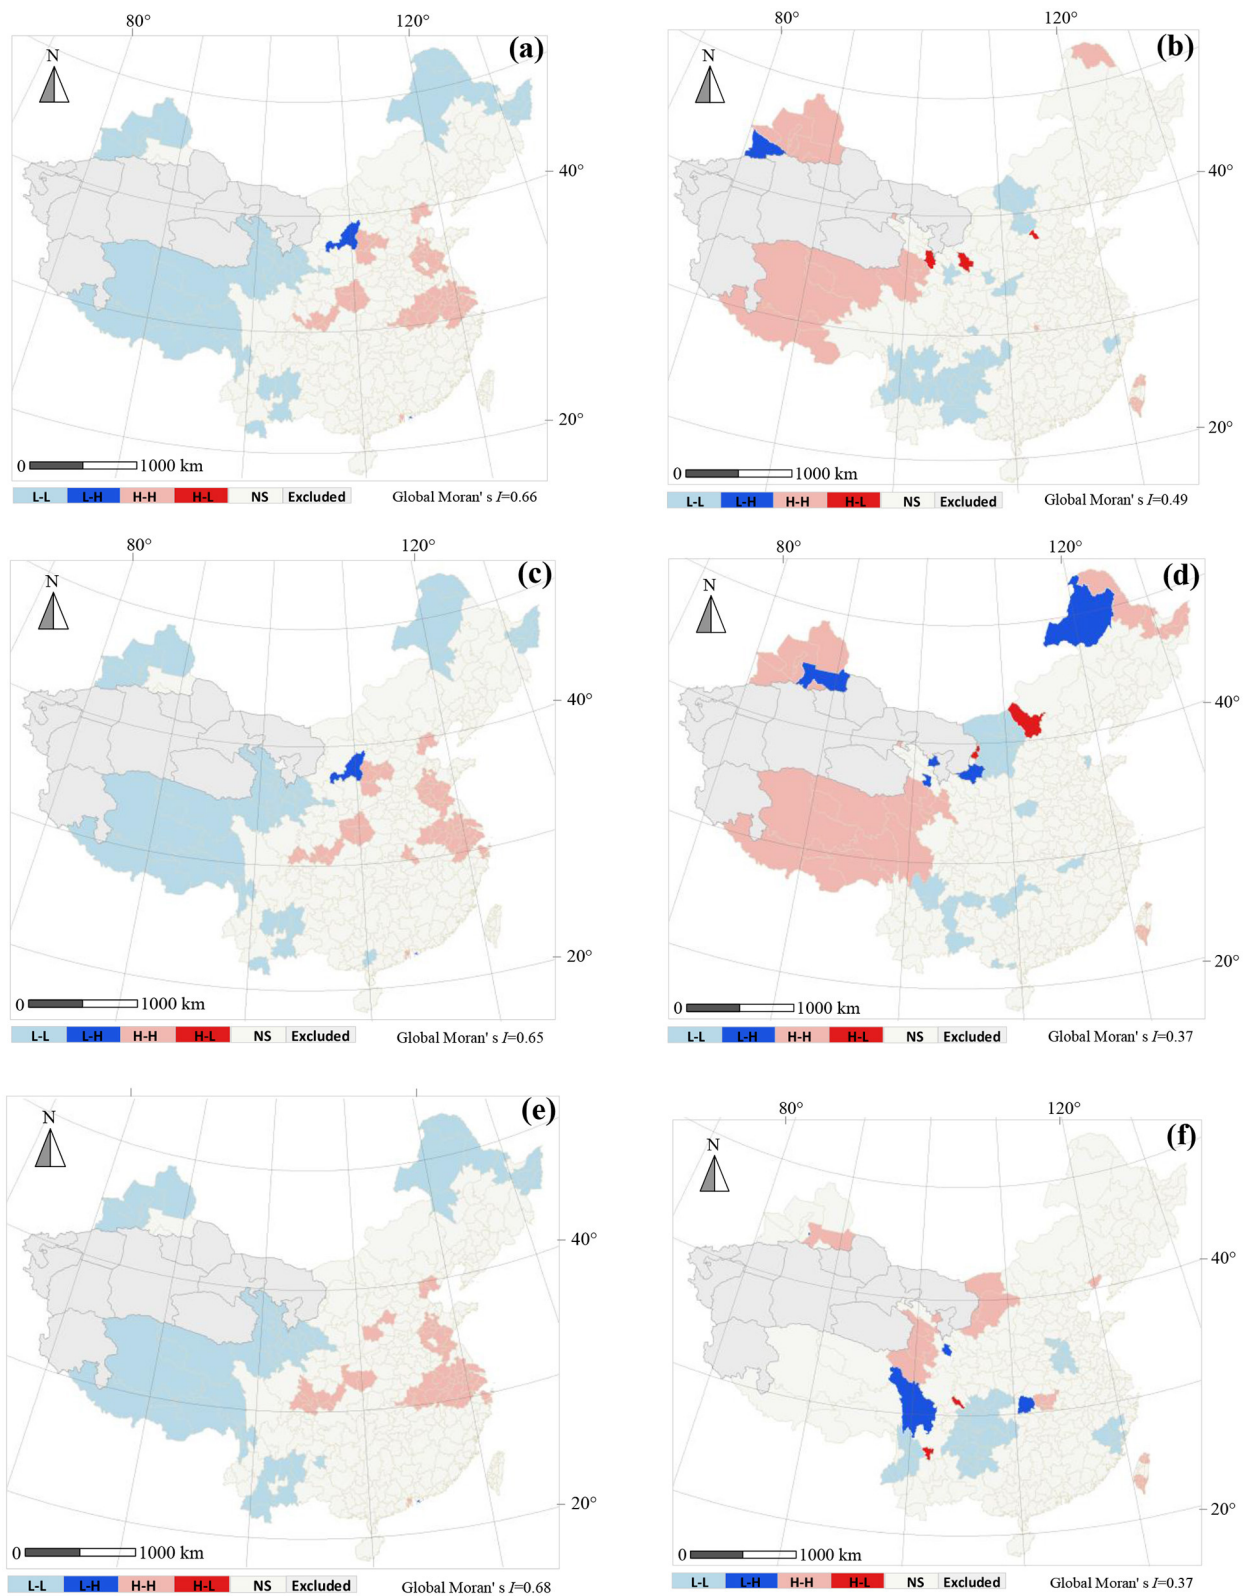 80° 120°
(a)
N
40°
20°
0 1000 km
L-L L-H H-H H-L NS Excluded
Global Moran' s I=0.66
80° 120°
(b)
N
40°
20°
0 1000 km
L-L L-H H-H H-L NS Excluded
Global Moran' s I=0.49
80° 120°
(c)
N
40°
20°
0 1000 km
L-L L-H H-H H-L NS Excluded
Global Moran' s I=0.65
80° 120°
(d)
N
40°
20°
0 1000 km
L-L L-H H-H H-L NS Excluded
Global Moran' s I=0.37
(e)
N
40°
20°
0 1000 km
L-L L-H H-H H-L NS Excluded
Global Moran' s I=0.68
80° 120°
(f)
N
40°
20°
0 1000 km
L-L L-H H-H H-L NS Excluded
Global Moran' s I=0.37